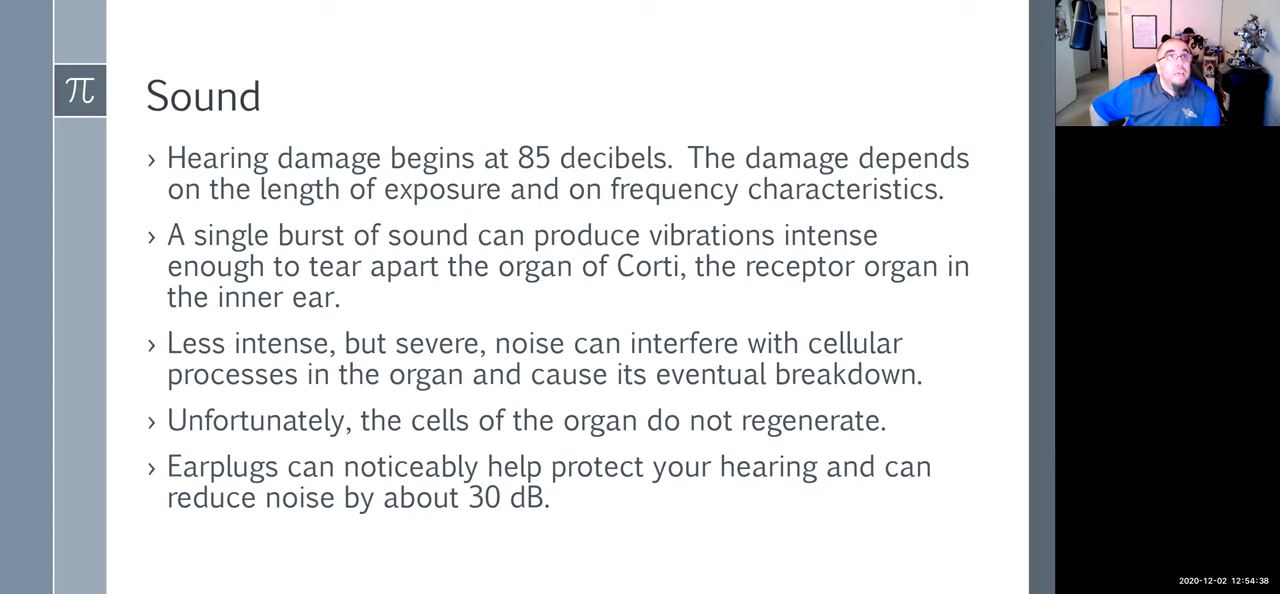 π
Sound
› Hearing damage begins at 85 decibels.  The damage depends
on the length of exposure and on frequency characteristics.
› A single burst of sound can produce vibrations intense
enough to tear apart the organ of Corti, the receptor organ in
the inner ear.
› Less intense, but severe, noise can interfere with cellular
processes in the organ and cause its eventual breakdown.
› Unfortunately, the cells of the organ do not regenerate.
› Earplugs can noticeably help protect your hearing and can
reduce noise by about 30 dB.
2020-12-02 12:54:38